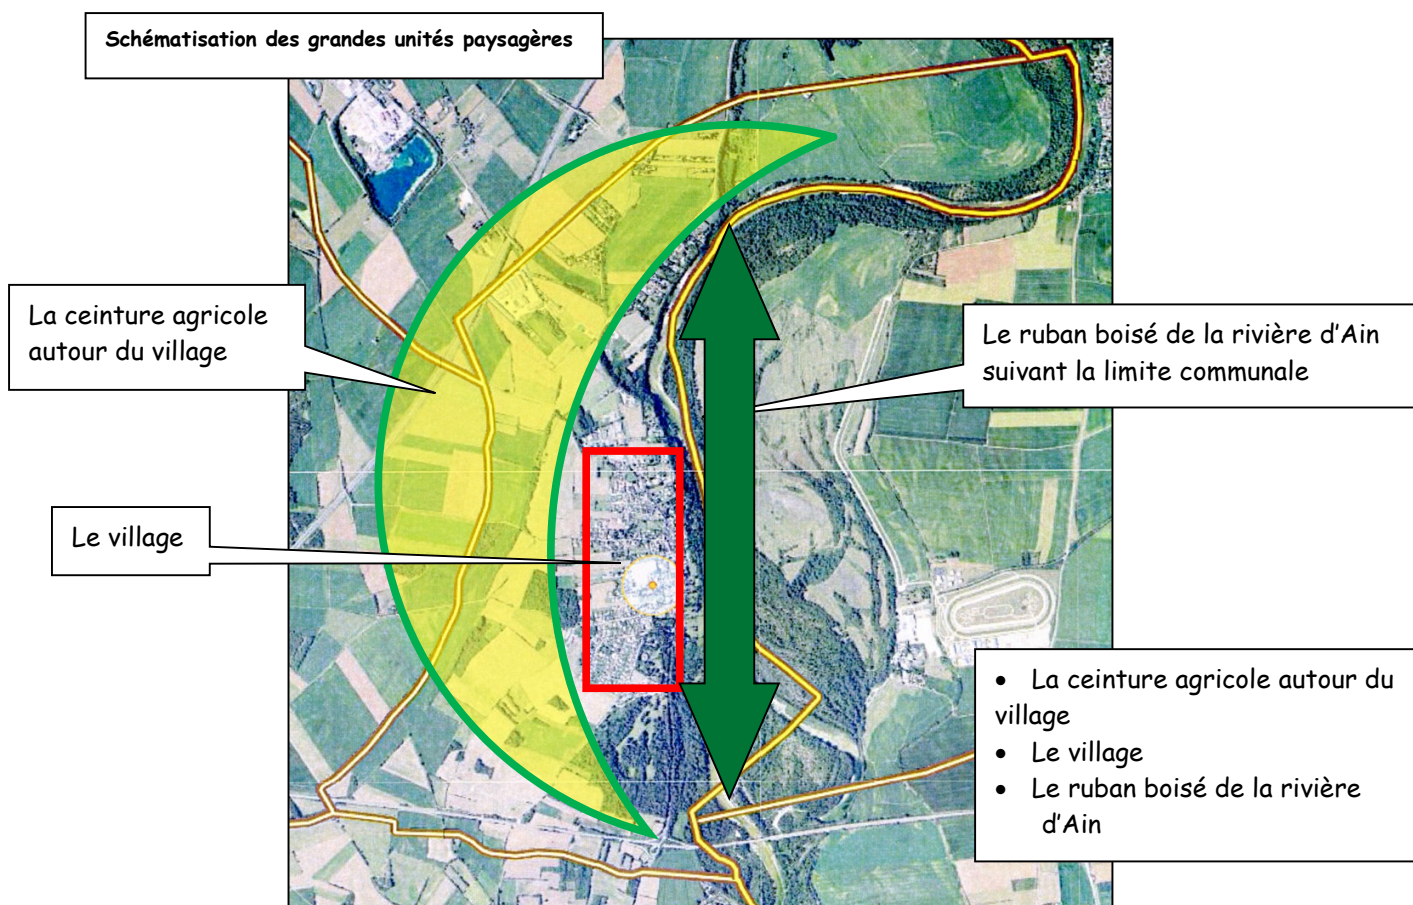 Schématisation des grandes unités paysagères
La ceinture agricole
autour du village
Le ruban boisé de la rivière d'Ain
suivant la limite communale
Le village
• La ceinture agricole autour du
village
• Le village
• Le ruban boisé de la rivière
d'Ain